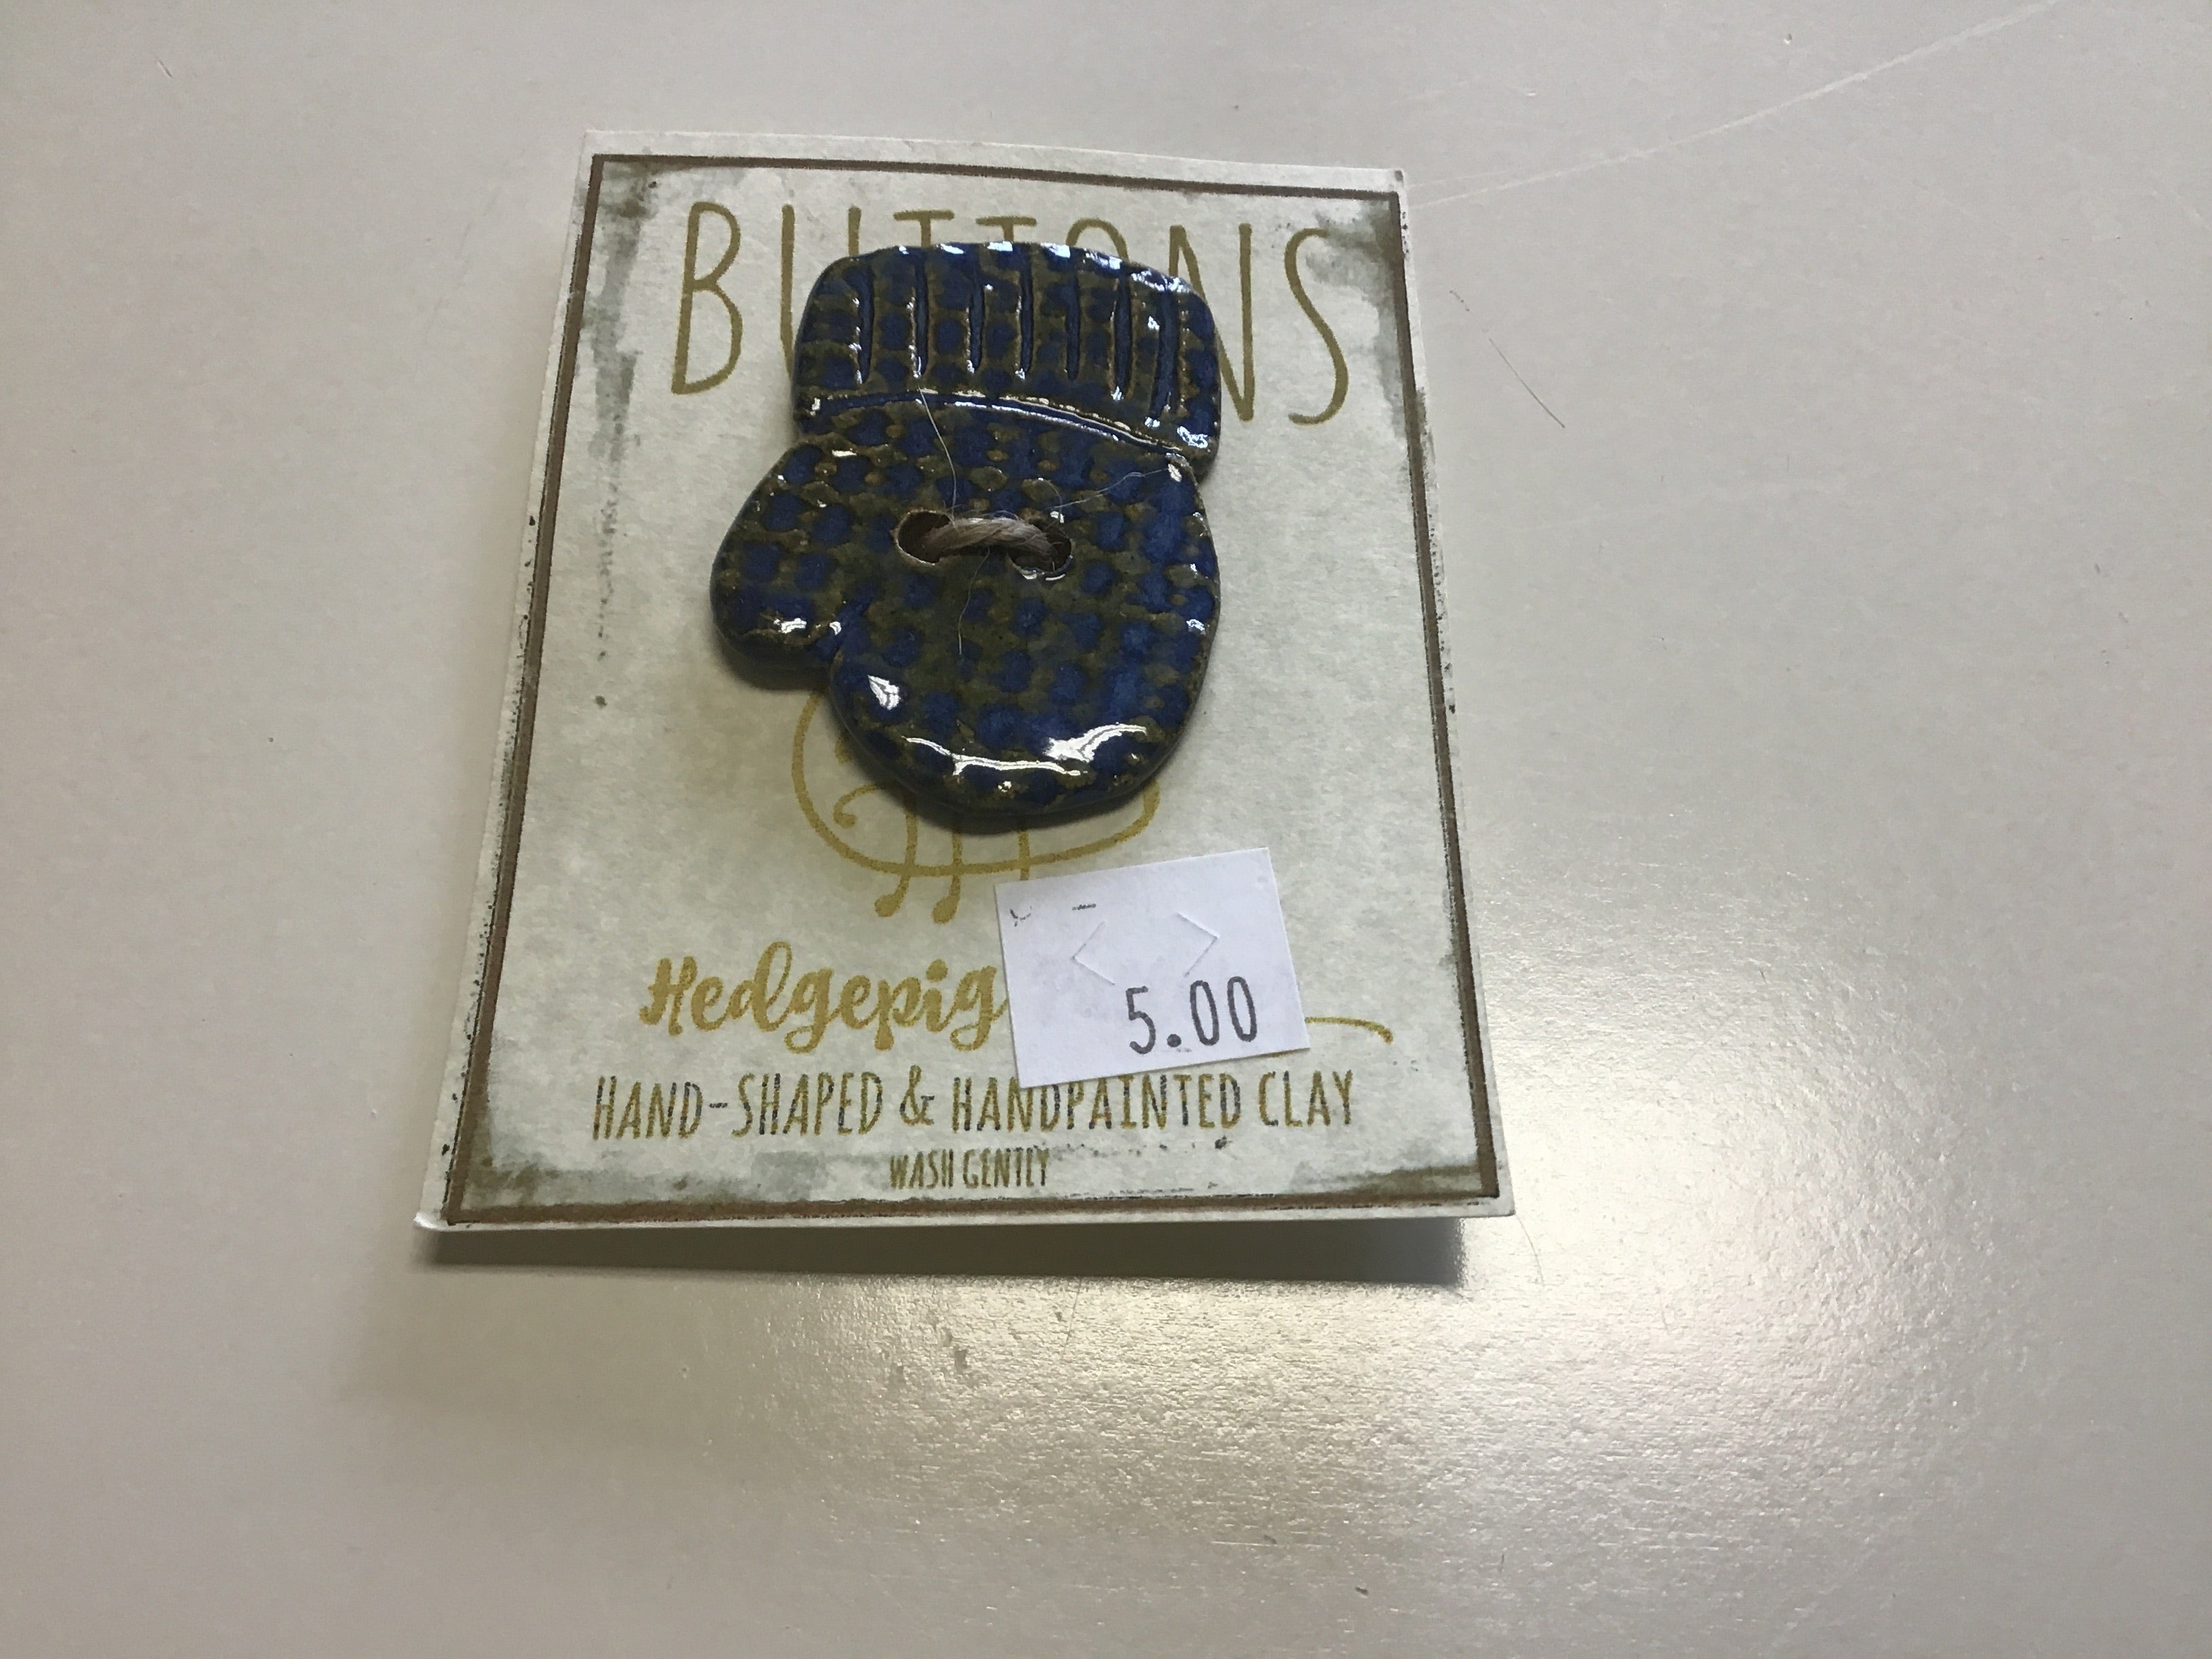 BUTTONS
Hedgepig
5.00
HAND-SHAPED & HANDPAINTED CLAY
WASH GENTLY